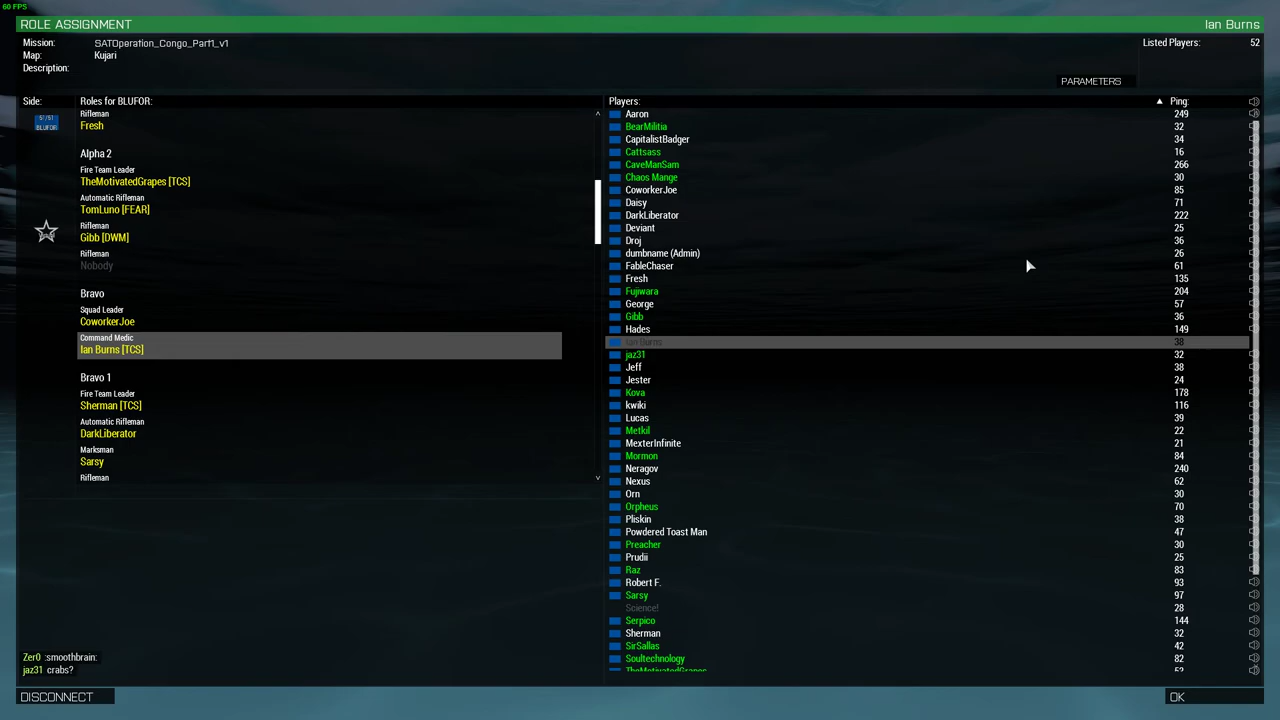 60 FPS
ROLE ASSIGNMENT
Ian Burns
Mission: SATOperation_Congo_Part1_v1
Map: Kujari
Description:
Listed Players: 52
PARAMETERS
Side:
Roles for BLUFOR:
Players:
Ping:
BLUFOR
Rifleman
Fresh
Alpha 2
Fire Team Leader
TheMotivatedGrapes [TCS]
Automatic Rifleman
TomLuno [FEAR]
Rifleman
Gibb [DWM]
Rifleman
Nobody
Bravo
Squad Leader
CoworkerJoe
Command Medic
Ian Burns [TCS]
Bravo 1
Fire Team Leader
Sherman [TCS]
Automatic Rifleman
DarkLiberator
Marksman
Sarsy
Rifleman
Aaron 249
BearMilitia 32
CapitalistBadger 34
Cattsass 16
CaveManSam 266
Chaos Mange 30
CoworkerJoe 85
Daisy 71
DarkLiberator 222
Deviant 25
Droj 36
dumbname (Admin) 26
FableChaser 61
Fresh 135
Fujiwara 204
George 57
Gibb 36
Hades 149
Ian Burns 38
jaz31 32
Jeff 38
Jester 24
Kova 178
kwiki 116
Lucas 39
Metkil 22
MexterInfinite 21
Mormon 84
Neragov 240
Nexus 62
Orn 30
Orpheus 70
Pliskin 38
Powdered Toast Man 47
Preacher 30
Prudii 25
Raz 83
Robert F. 93
Sarsy 97
Science! 28
Serpico 144
Sherman 32
SirSallas 42
Soultechnology 82
TheMotivatedGrapes
Zer0 :smoothbrain:
jaz31 crabs?
DISCONNECT
OK